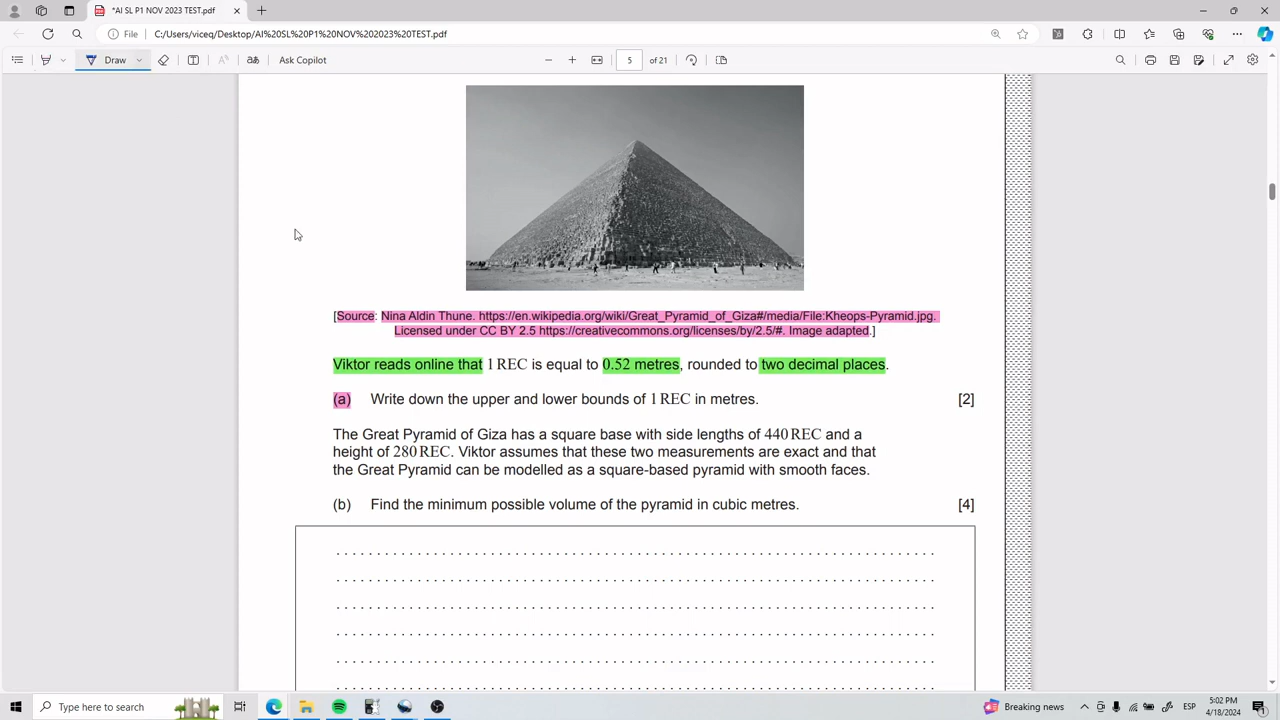 *AI SL P1 NOV 2023 TEST.pdf
File C:/Users/viceq/Desktop/AI%20SL%20P1%20NOV%202023%20TEST.pdf
Draw Ask Copilot 5 of 21
[Source: Nina Aldin Thune. https://en.wikipedia.org/wiki/Great_Pyramid_of_Giza#/media/File:Kheops-Pyramid.jpg.
Licensed under CC BY 2.5 https://creativecommons.org/licenses/by/2.5/#. Image adapted.]
Viktor reads online that 1 REC is equal to 0.52 metres, rounded to two decimal places.
(a) Write down the upper and lower bounds of 1 REC in metres. [2]
The Great Pyramid of Giza has a square base with side lengths of 440 REC and a
height of 280 REC. Viktor assumes that these two measurements are exact and that
the Great Pyramid can be modelled as a square-based pyramid with smooth faces.
(b) Find the minimum possible volume of the pyramid in cubic metres. [4]
Type here to search
Breaking news
ESP
5:02 PM
4/18/2024